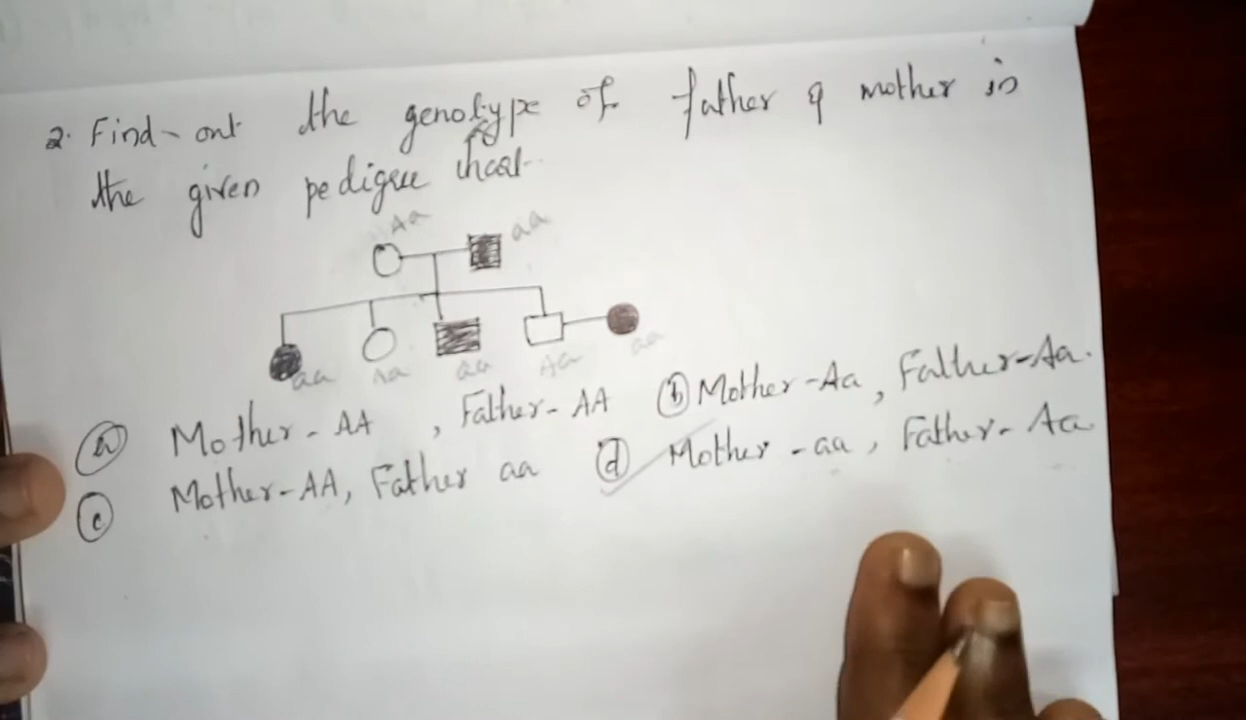 2. Find out the genotype of father & mother in
the given pedigree chart
Aa aa
aa Aa aa Aa aa
(a) Mother - AA , Father - AA (b) Mother - Aa , Father - Aa.
(c) Mother - AA, Father aa (d) Mother - aa , Father - Aa